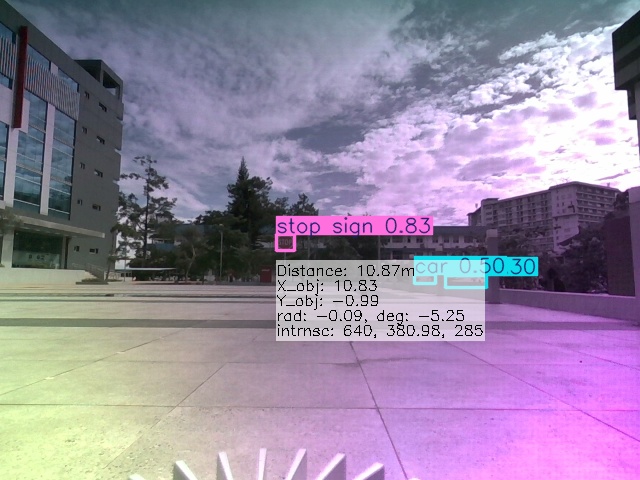 stop sign 0.83
car 0.50 30
Distance: 10.87m
X_obj: 10.83
Y_obj: -0.99
rad: -0.09, deg: -5.25
intrnsc: 640, 380.98, 285